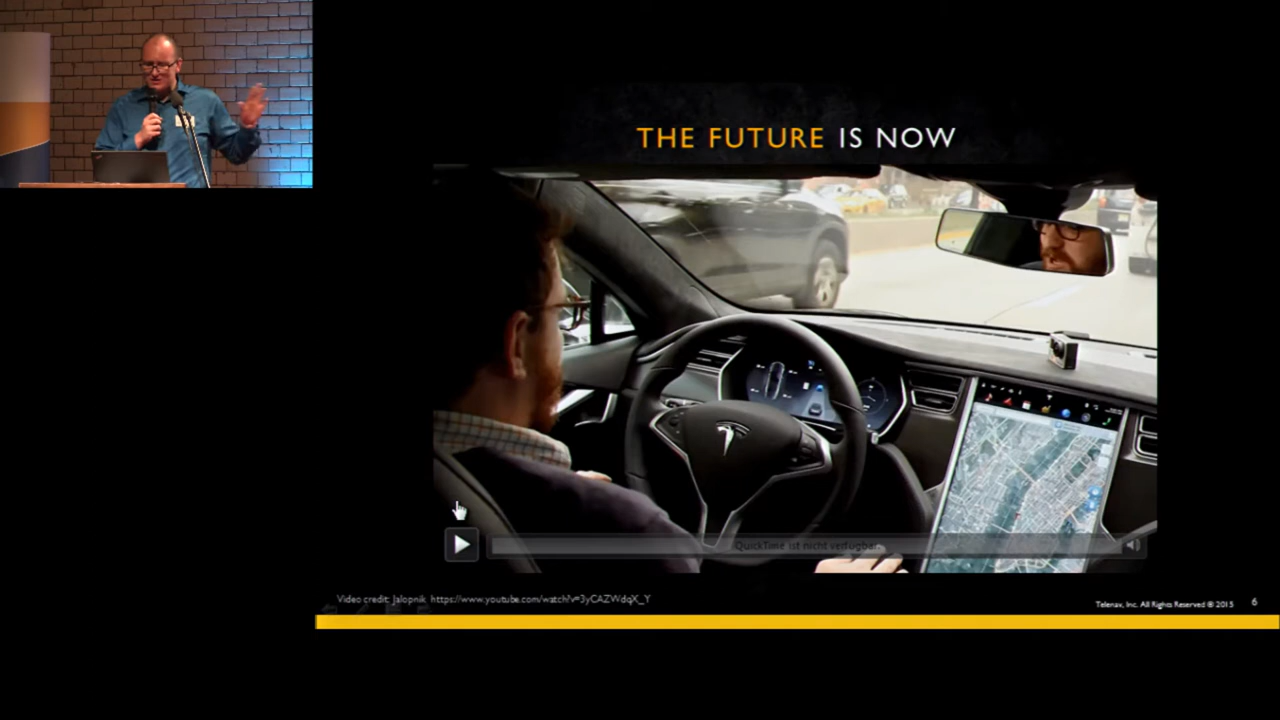 THE FUTURE IS NOW
QuickTime ist nicht verfügbar.
Video credit: Jalopnik https://www.youtube.com/watch?v=3yCAZWdqX_Y
Telenav, Inc. All Rights Reserved ® 2015
6